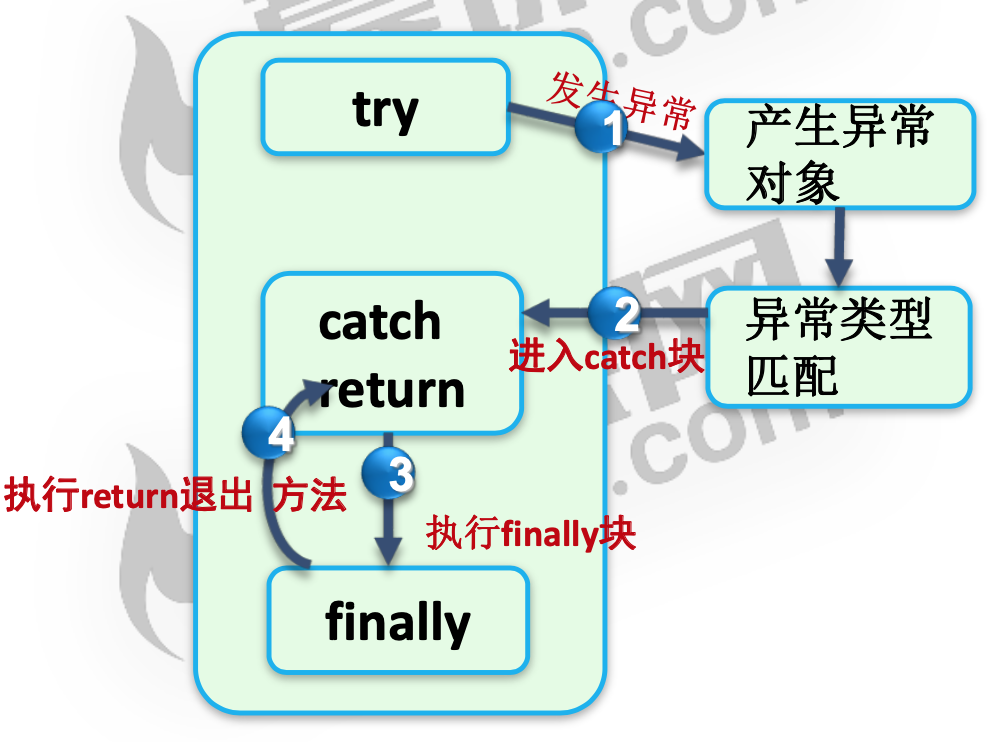 try
发生异常
1
产生异常
对象
catch
return
2
进入catch块
异常类型
匹配
4
3
执行return退出 方法
执行finally块
finally